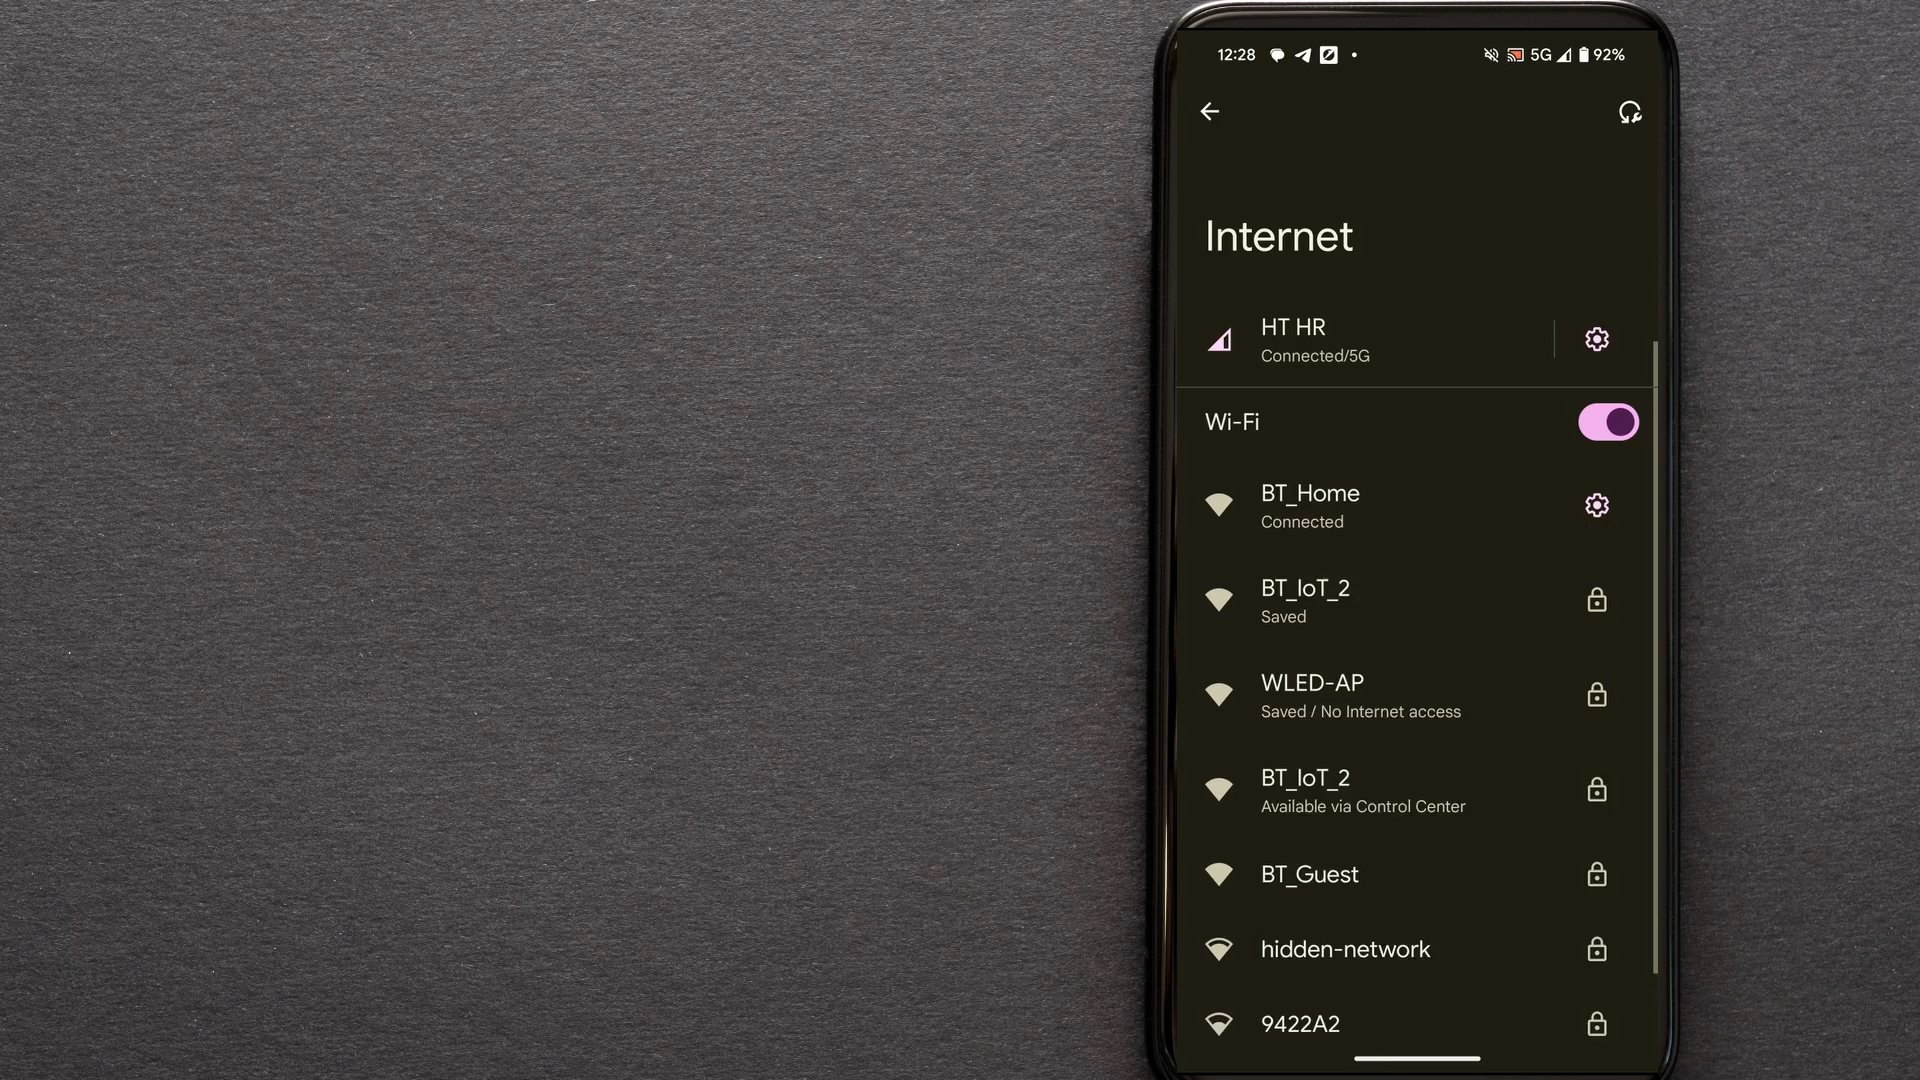 12:28 5G 92%
Internet
HT HR
Connected/5G
Wi-Fi
BT_Home
Connected
BT_IoT_2
Saved
WLED-AP
Saved / No Internet access
BT_IoT_2
Available via Control Center
BT_Guest
hidden-network
9422A2